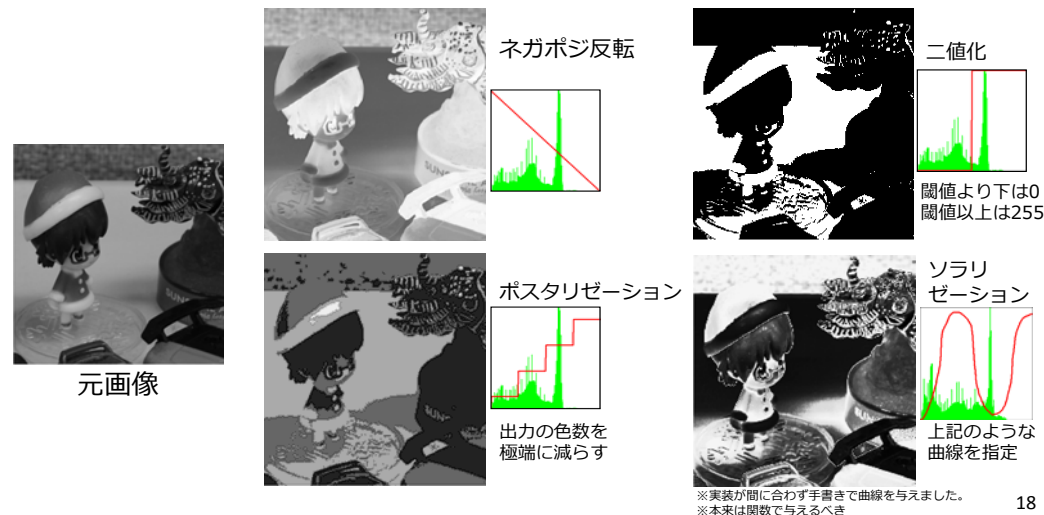 元画像
ネガポジ反転
二値化
閾値より下は0
閾値以上は255
ポスタリゼーション
出力の色数を
極端に減らす
ソラリ
ゼーション
上記のような
曲線を指定
※実装が間に合わず手書きで曲線を与えました。
※本来は関数で与えるべき
18